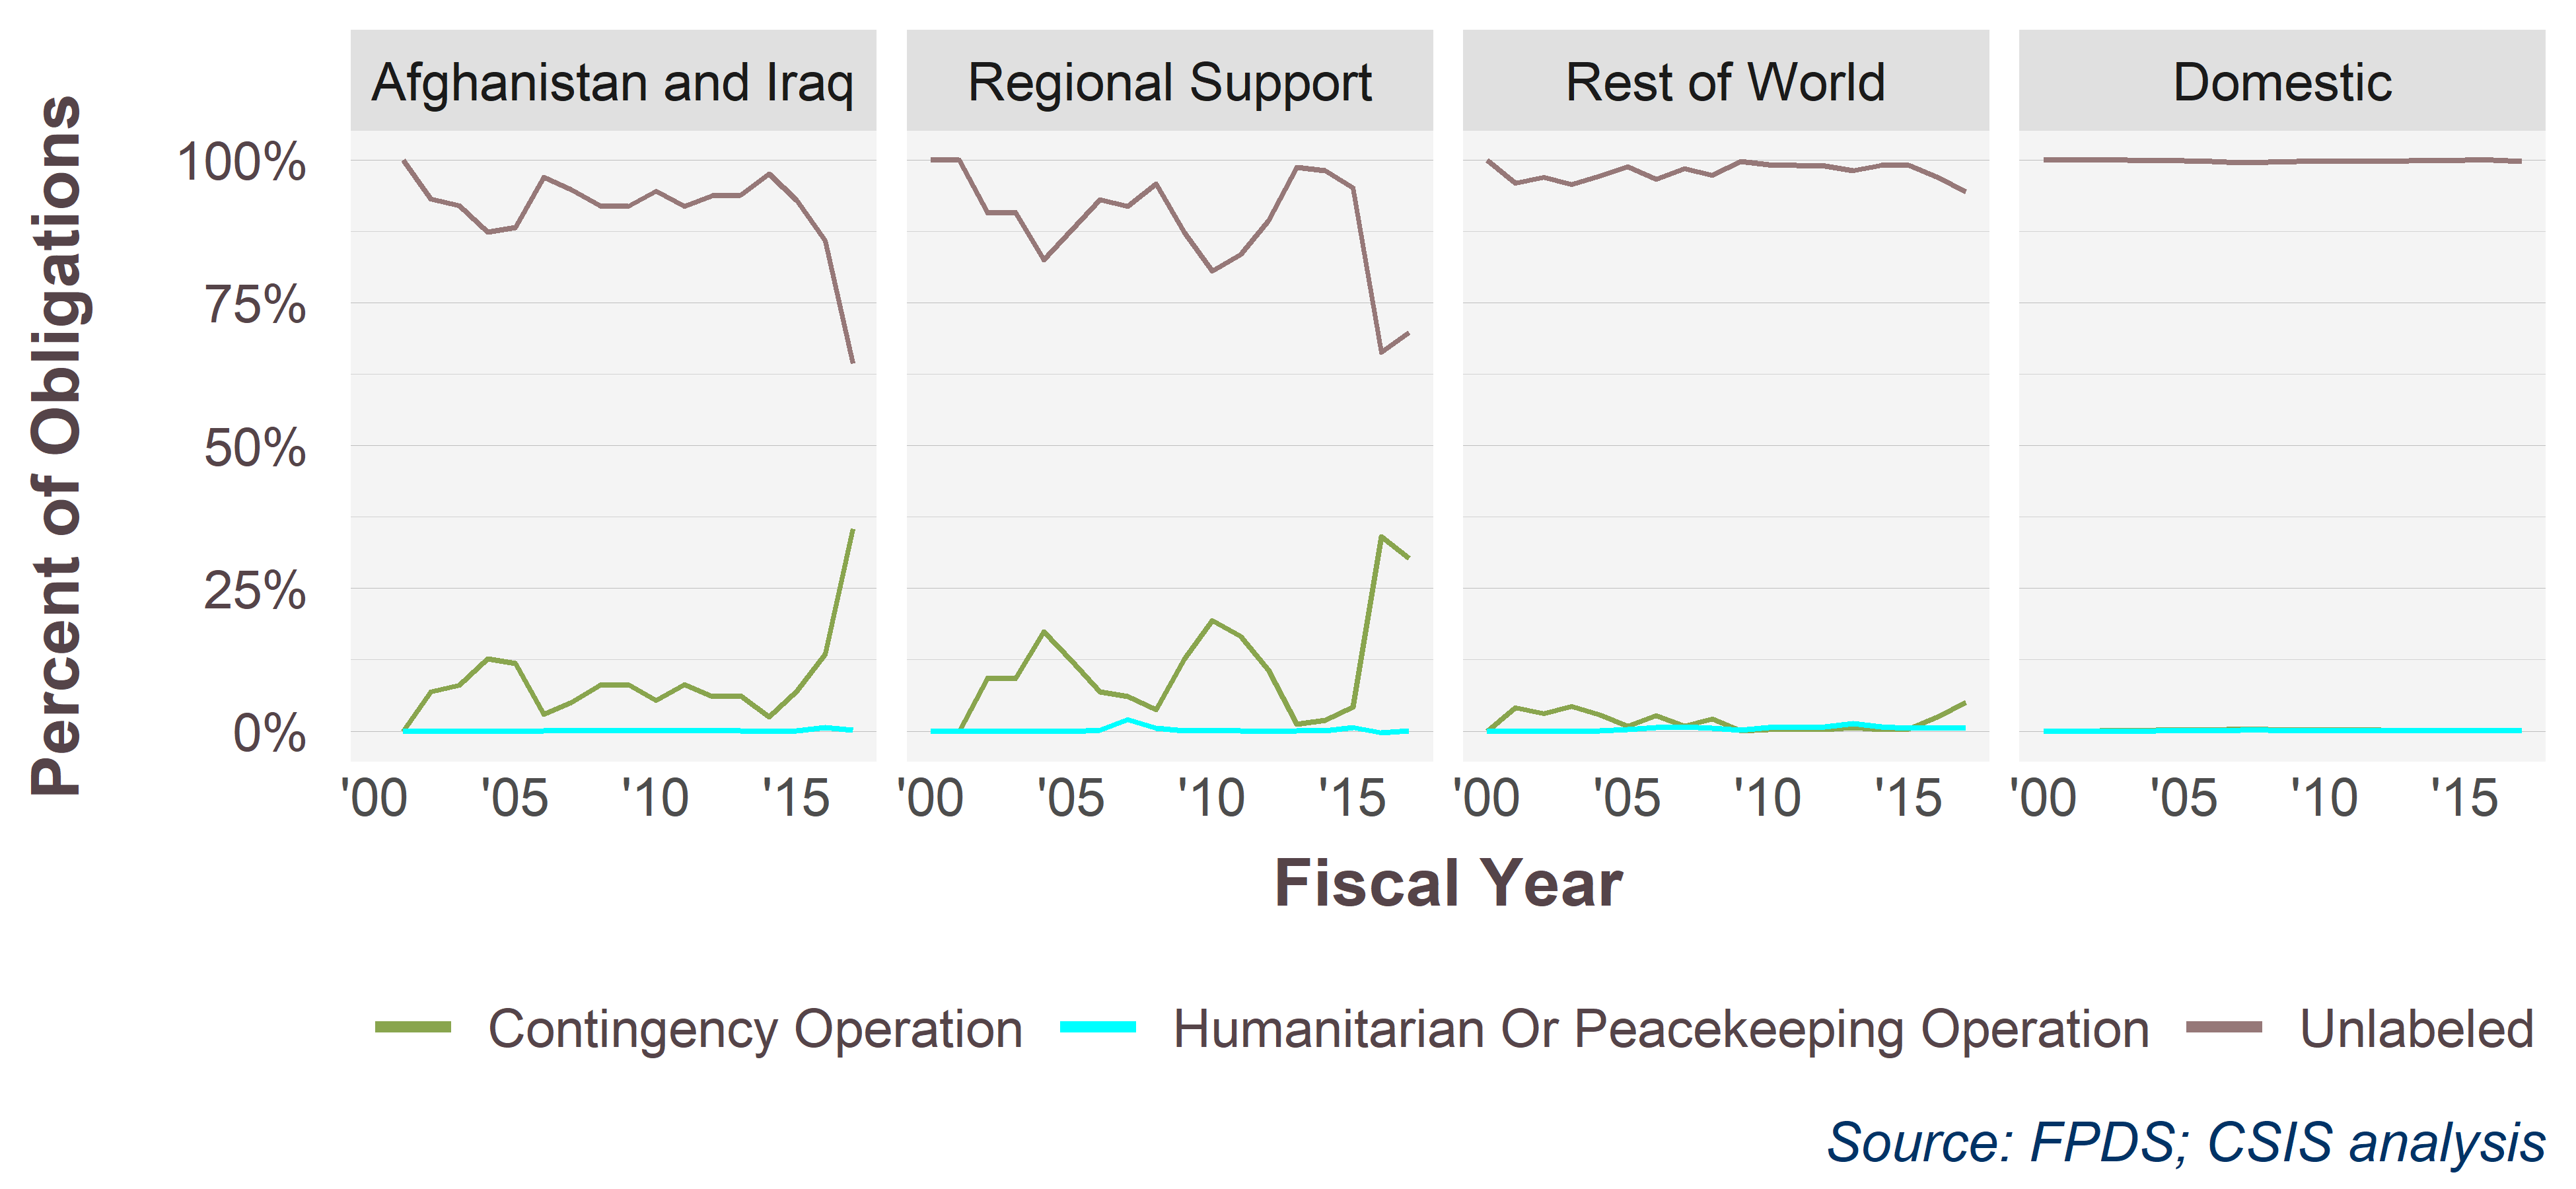 Afghanistan and Iraq
Regional Support
Rest of World
Domestic
Percent of Obligations
100%
75%
50%
25%
0%
'00 '05 '10 '15
'00 '05 '10 '15
'00 '05 '10 '15
'00 '05 '10 '15
Fiscal Year
Contingency Operation
Humanitarian Or Peacekeeping Operation
Unlabeled
Source: FPDS; CSIS analysis